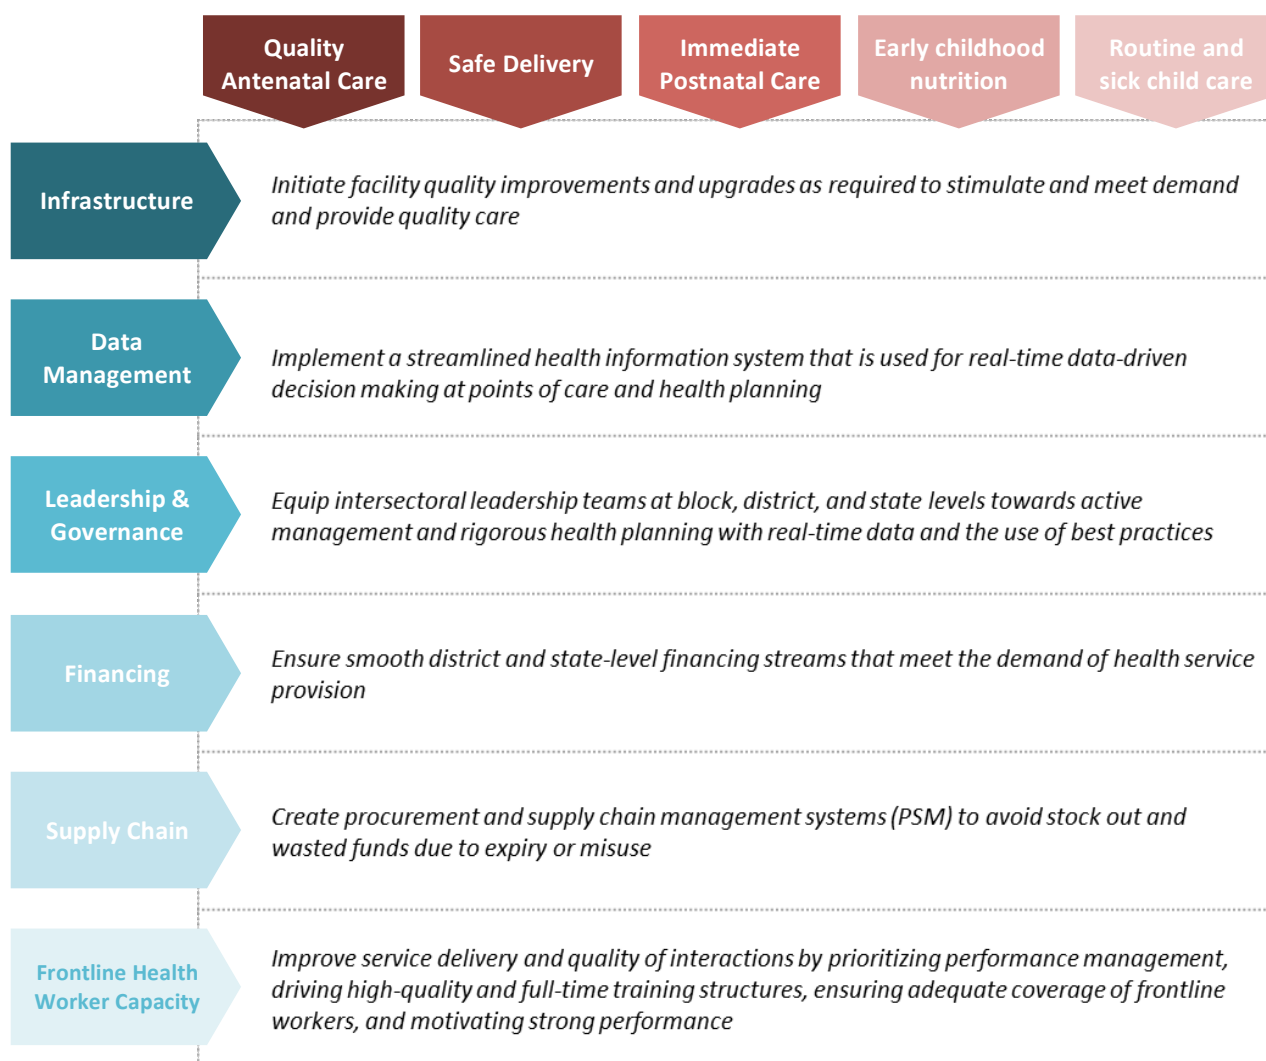 Quality
Antenatal Care
Safe Delivery
Immediate
Postnatal Care
Early childhood
nutrition
Routine and
sick child care
Infrastructure
Initiate facility quality improvements and upgrades as required to stimulate and meet demand
and provide quality care
Data
Management
Implement a streamlined health information system that is used for real-time data-driven
decision making at points of care and health planning
Leadership &
Governance
Equip intersectoral leadership teams at block, district, and state levels towards active
management and rigorous health planning with real-time data and the use of best practices
Financing
Ensure smooth district and state-level financing streams that meet the demand of health service
provision
Supply Chain
Create procurement and supply chain management systems (PSM) to avoid stock out and
wasted funds due to expiry or misuse
Frontline Health
Worker Capacity
Improve service delivery and quality of interactions by prioritizing performance management,
driving high-quality and full-time training structures, ensuring adequate coverage of frontline
workers, and motivating strong performance